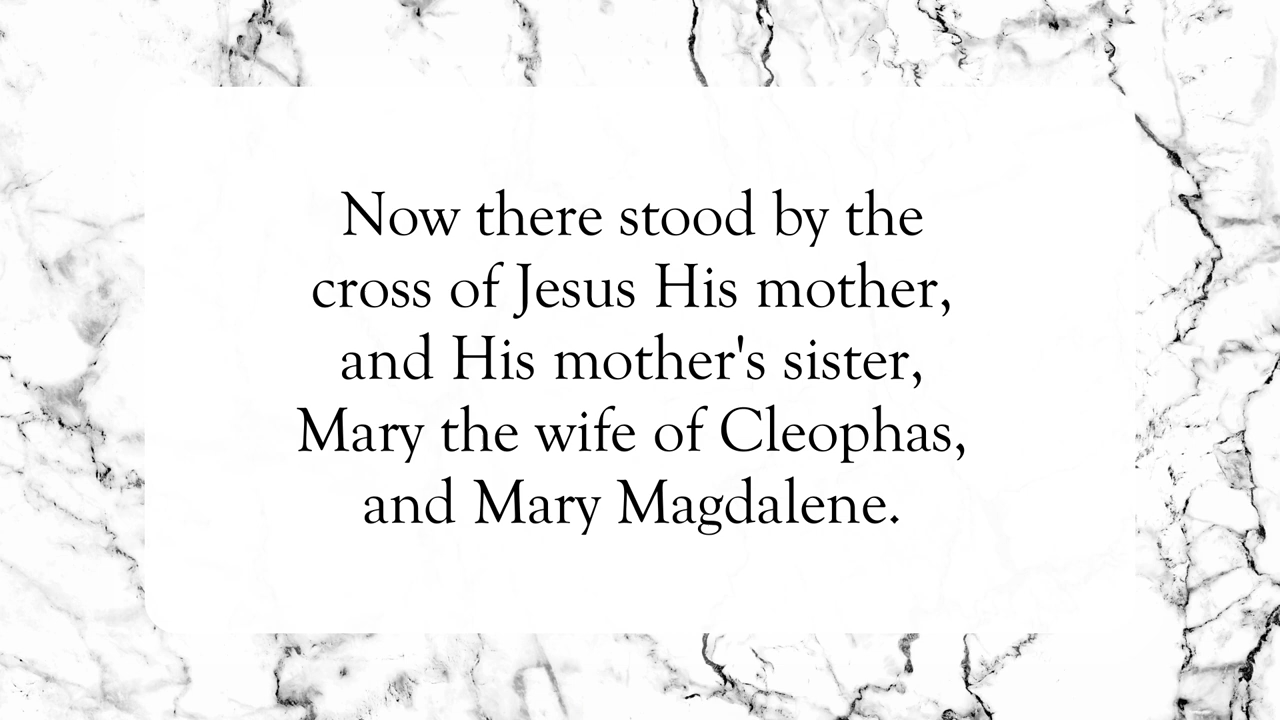 Now there stood by the
cross of Jesus His mother,
and His mother's sister,
Mary the wife of Cleophas,
and Mary Magdalene.